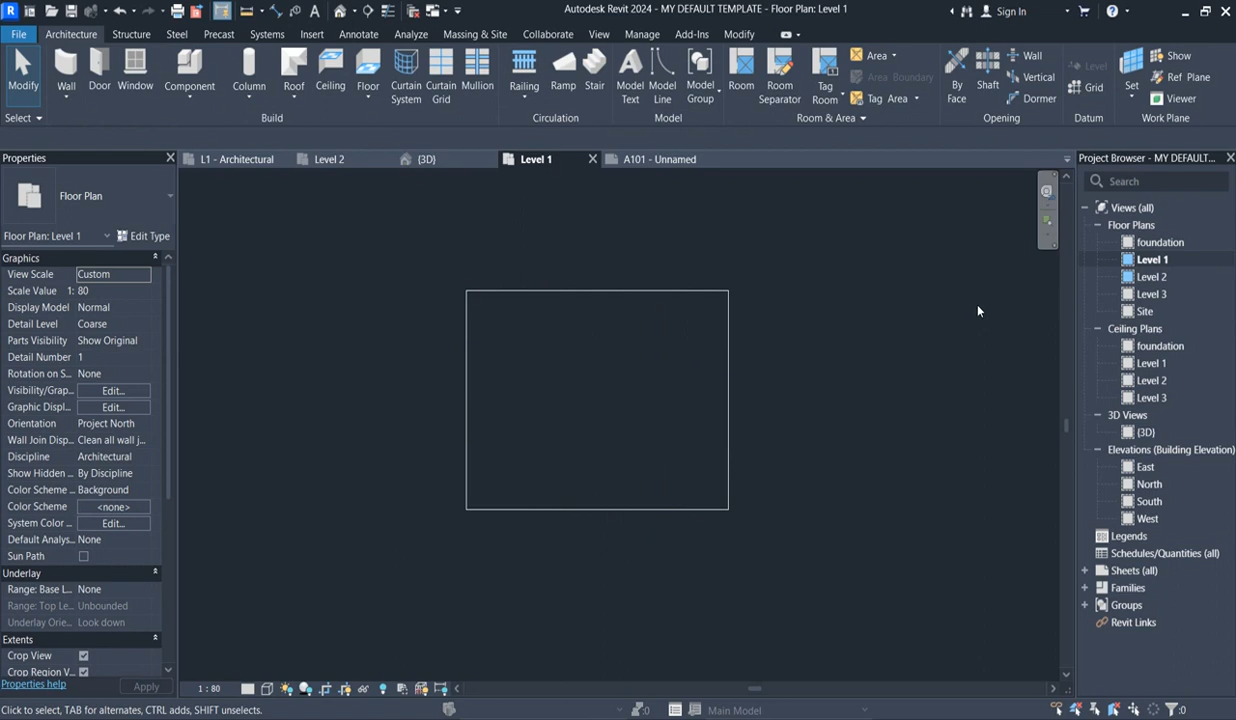 Autodesk Revit 2024 - MY DEFAULT TEMPLATE - Floor Plan: Level 1
Sign In
File Architecture Structure Steel Precast Systems Insert Annotate Analyze Massing & Site Collaborate View Manage Add-Ins Modify
Modify
Wall
Door
Window
Component
Column
Roof
Ceiling
Floor
Curtain System
Curtain Grid
Mullion
Railing
Ramp
Stair
Model Text
Model Line
Model Group
Room
Room Separator
Tag Room
Area
Area Boundary
Tag Area
By Face
Shaft
Wall
Vertical
Dormer
Level
Grid
Set
Show
Ref Plane
Viewer
Select
Build
Circulation
Model
Room & Area
Opening
Datum
Work Plane
Properties
L1 - Architectural
Level 2
{3D}
Level 1
A101 - Unnamed
Floor Plan
Floor Plan: Level 1
Edit Type
Graphics
View Scale Custom
Scale Value 1: 80
Display Model Normal
Detail Level Coarse
Parts Visibility Show Original
Detail Number 1
Rotation on S... None
Visibility/Grap... Edit...
Graphic Displ... Edit...
Orientation Project North
Wall Join Disp... Clean all wall j...
Discipline Architectural
Show Hidden ... By Discipline
Color Scheme ... Background
Color Scheme <none>
System Color ... Edit...
Default Analys... None
Sun Path
Underlay
Range: Base L... None
Range: Top Le... Unbounded
Underlay Orie... Look down
Extents
Crop View
Crop Region V...
Properties help
Apply
Project Browser - MY DEFAULT...
Search
Views (all)
Floor Plans
foundation
Level 1
Level 2
Level 3
Site
Ceiling Plans
foundation
Level 1
Level 2
Level 3
3D Views
{3D}
Elevations (Building Elevation)
East
North
South
West
Legends
Schedules/Quantities (all)
Sheets (all)
Families
Groups
Revit Links
1 : 80
Click to select, TAB for alternates, CTRL adds, SHIFT unselects.
:0
Main Model
:0